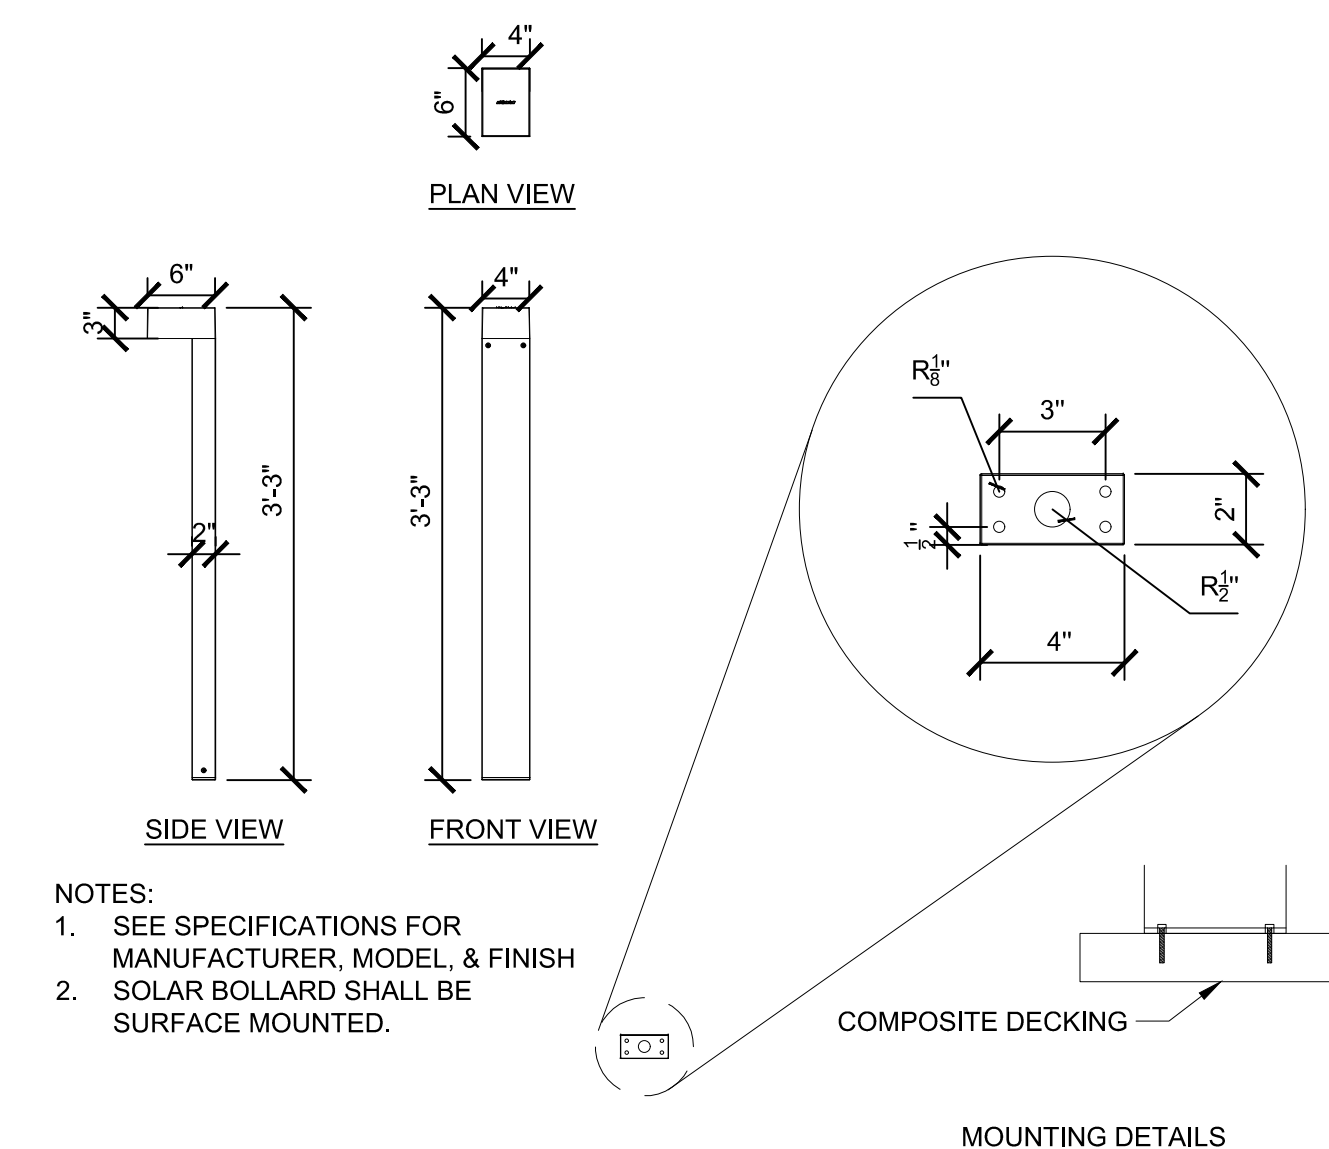 4"
6"
PLAN VIEW
6"
3"
3'-3"
2"
SIDE VIEW
4"
3'-3"
FRONT VIEW
R1/8"
3"
2"
1/2"
R1/2"
4"
NOTES:
1. SEE SPECIFICATIONS FOR
MANUFACTURER, MODEL, & FINISH
2. SOLAR BOLLARD SHALL BE
SURFACE MOUNTED.
COMPOSITE DECKING
MOUNTING DETAILS